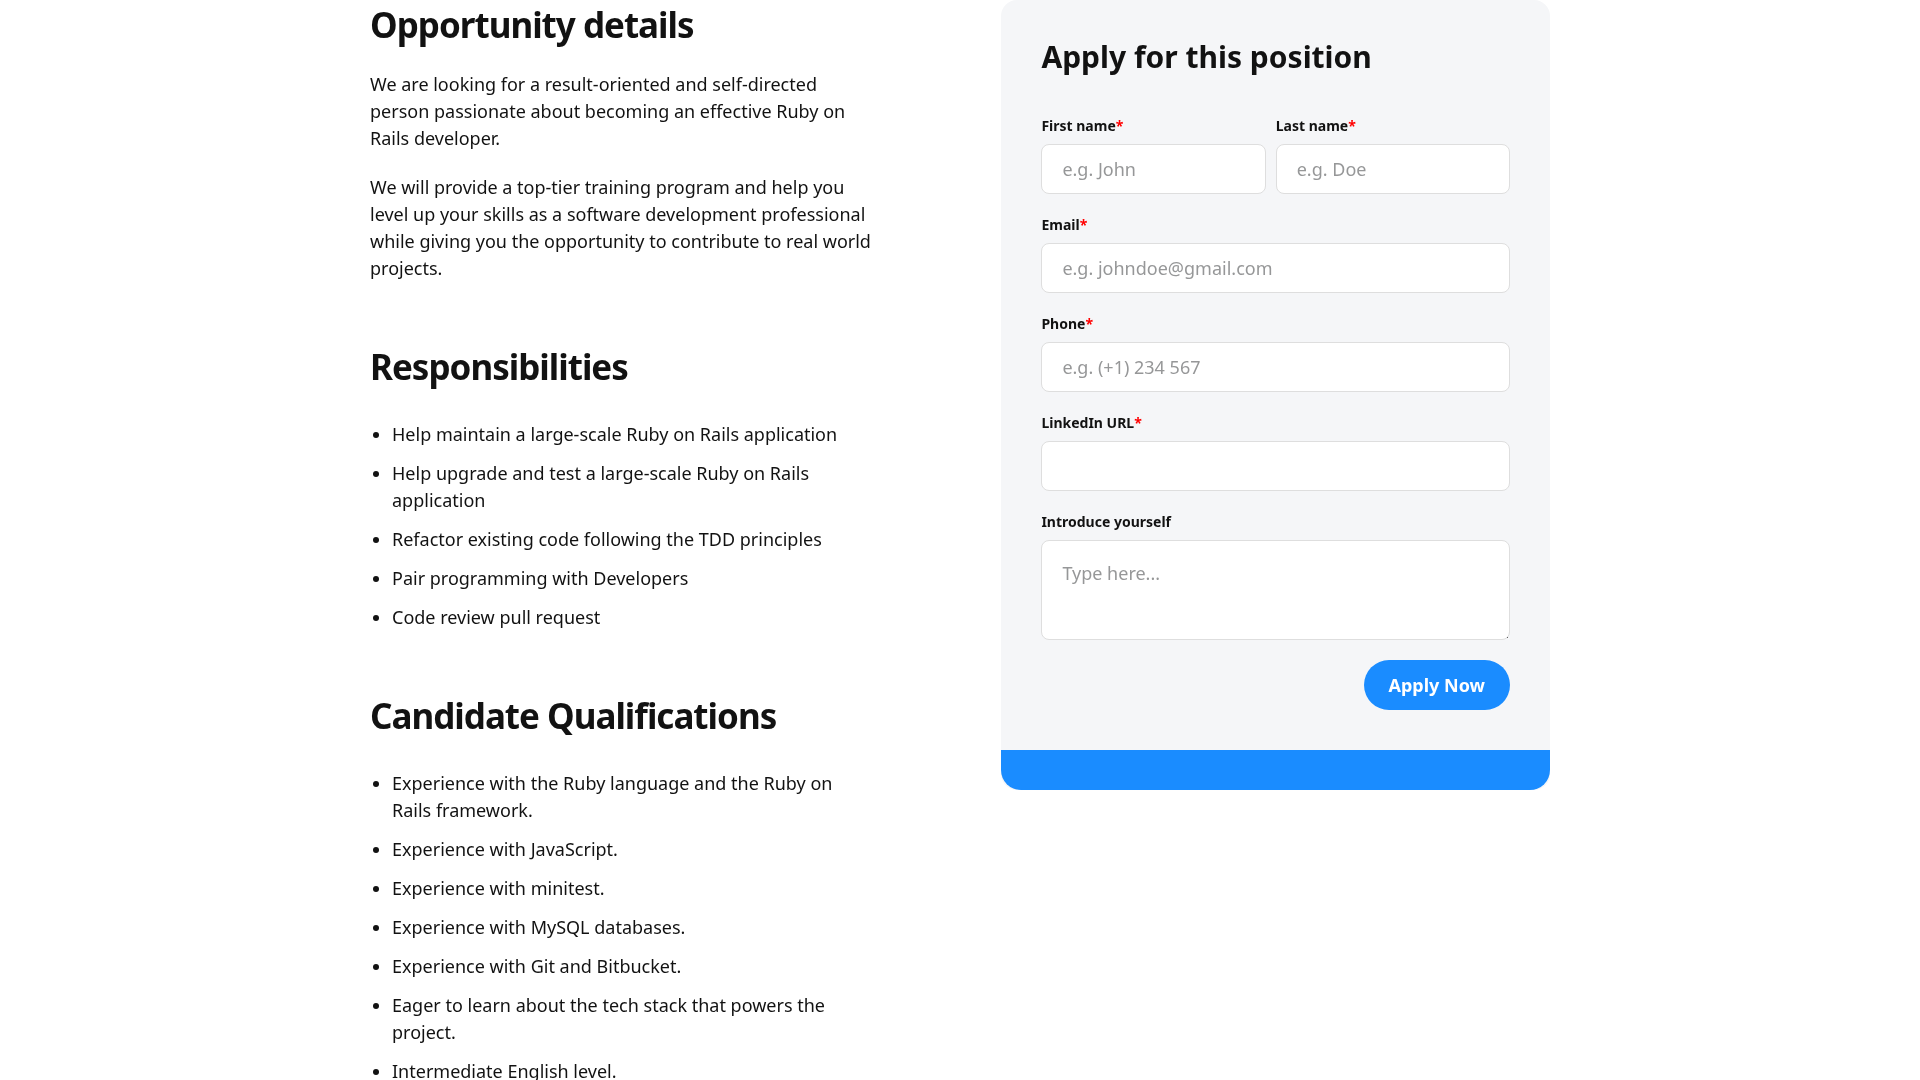 Opportunity details
We are looking for a result-oriented and self-directed
person passionate about becoming an effective Ruby on
Rails developer.
We will provide a top-tier training program and help you
level up your skills as a software development professional
while giving you the opportunity to contribute to real world
projects.
Responsibilities
Help maintain a large-scale Ruby on Rails application
Help upgrade and test a large-scale Ruby on Rails
application
Refactor existing code following the TDD principles
Pair programming with Developers
Code review pull request
Candidate Qualifications
Experience with the Ruby language and the Ruby on
Rails framework.
Experience with JavaScript.
Experience with minitest.
Experience with MySQL databases.
Experience with Git and Bitbucket.
Eager to learn about the tech stack that powers the
project.
Intermediate English level.
Apply for this position
First name* Last name*
e.g. John e.g. Doe
Email*
e.g. johndoe@gmail.com
Phone*
e.g. (+1) 234 567
LinkedIn URL*
Introduce yourself
Type here...
Apply Now